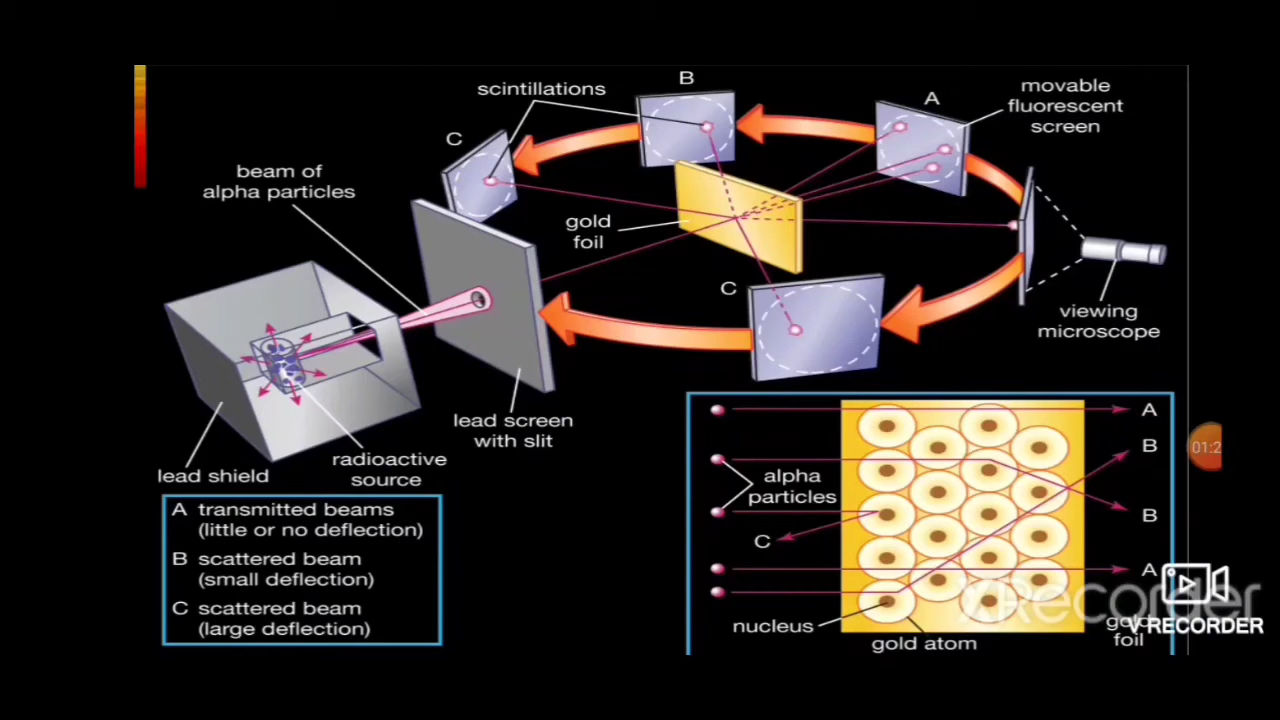 B
scintillations
A
movable
fluorescent
screen
C
beam of
alpha particles
gold
foil
C
viewing
microscope
lead screen
with slit
radioactive
source
lead shield
A transmitted beams
(little or no deflection)
B scattered beam
(small deflection)
C scattered beam
(large deflection)
A
B
alpha
particles
B
C
A
nucleus
gold atom
gold
foil
01:2
XRecorder
V RECORDER